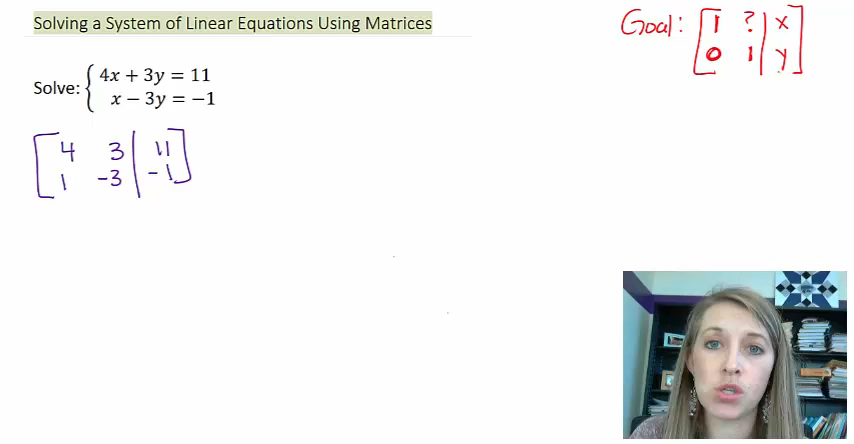 Solving a System of Linear Equations Using Matrices
Goal: [1 ? | x
0 1 | y]
Solve: { 4x + 3y = 11
x − 3y = −1
[4 3 | 11
1 -3 | -1]